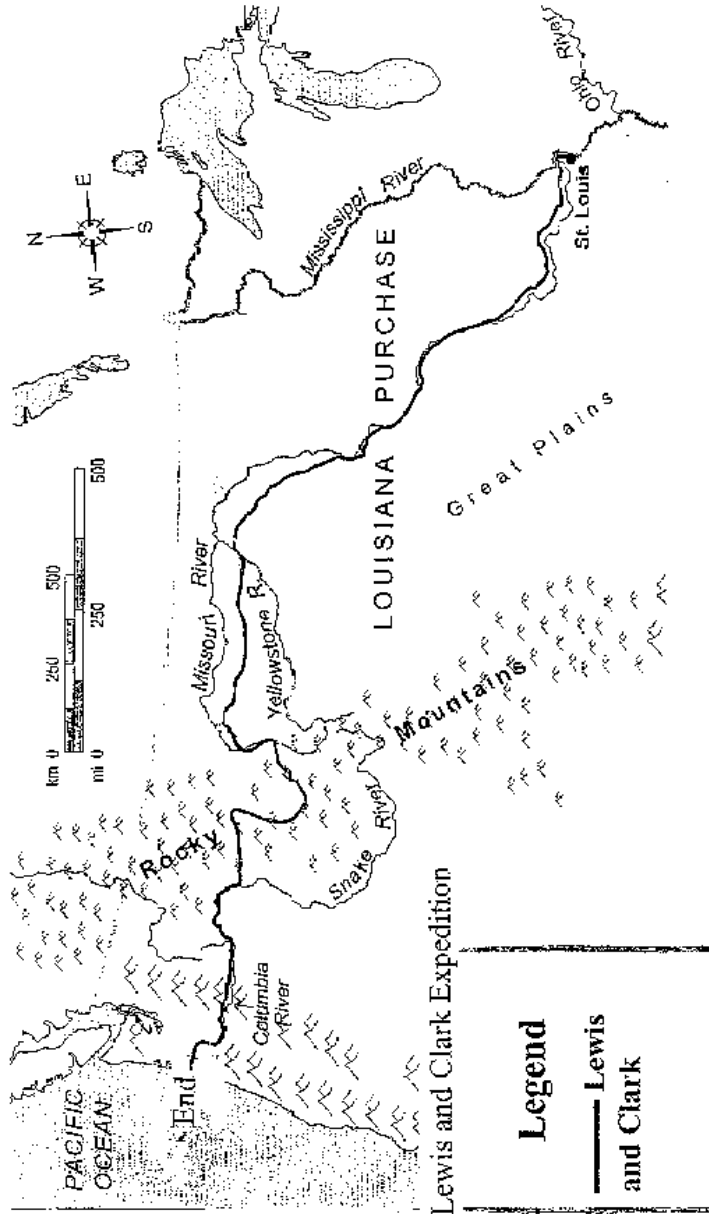 PACIFIC
OCEAN
End
Columbia
River
Rocky
Mountains
Snake River
km 0 250 500
mi 0 250 500
Missouri River
Yellowstone R.
LOUISIANA PURCHASE
Great Plains
N
W E
S
Mississippi River
St. Louis
Ohio River
Lewis and Clark Expedition
Legend
Lewis
and Clark